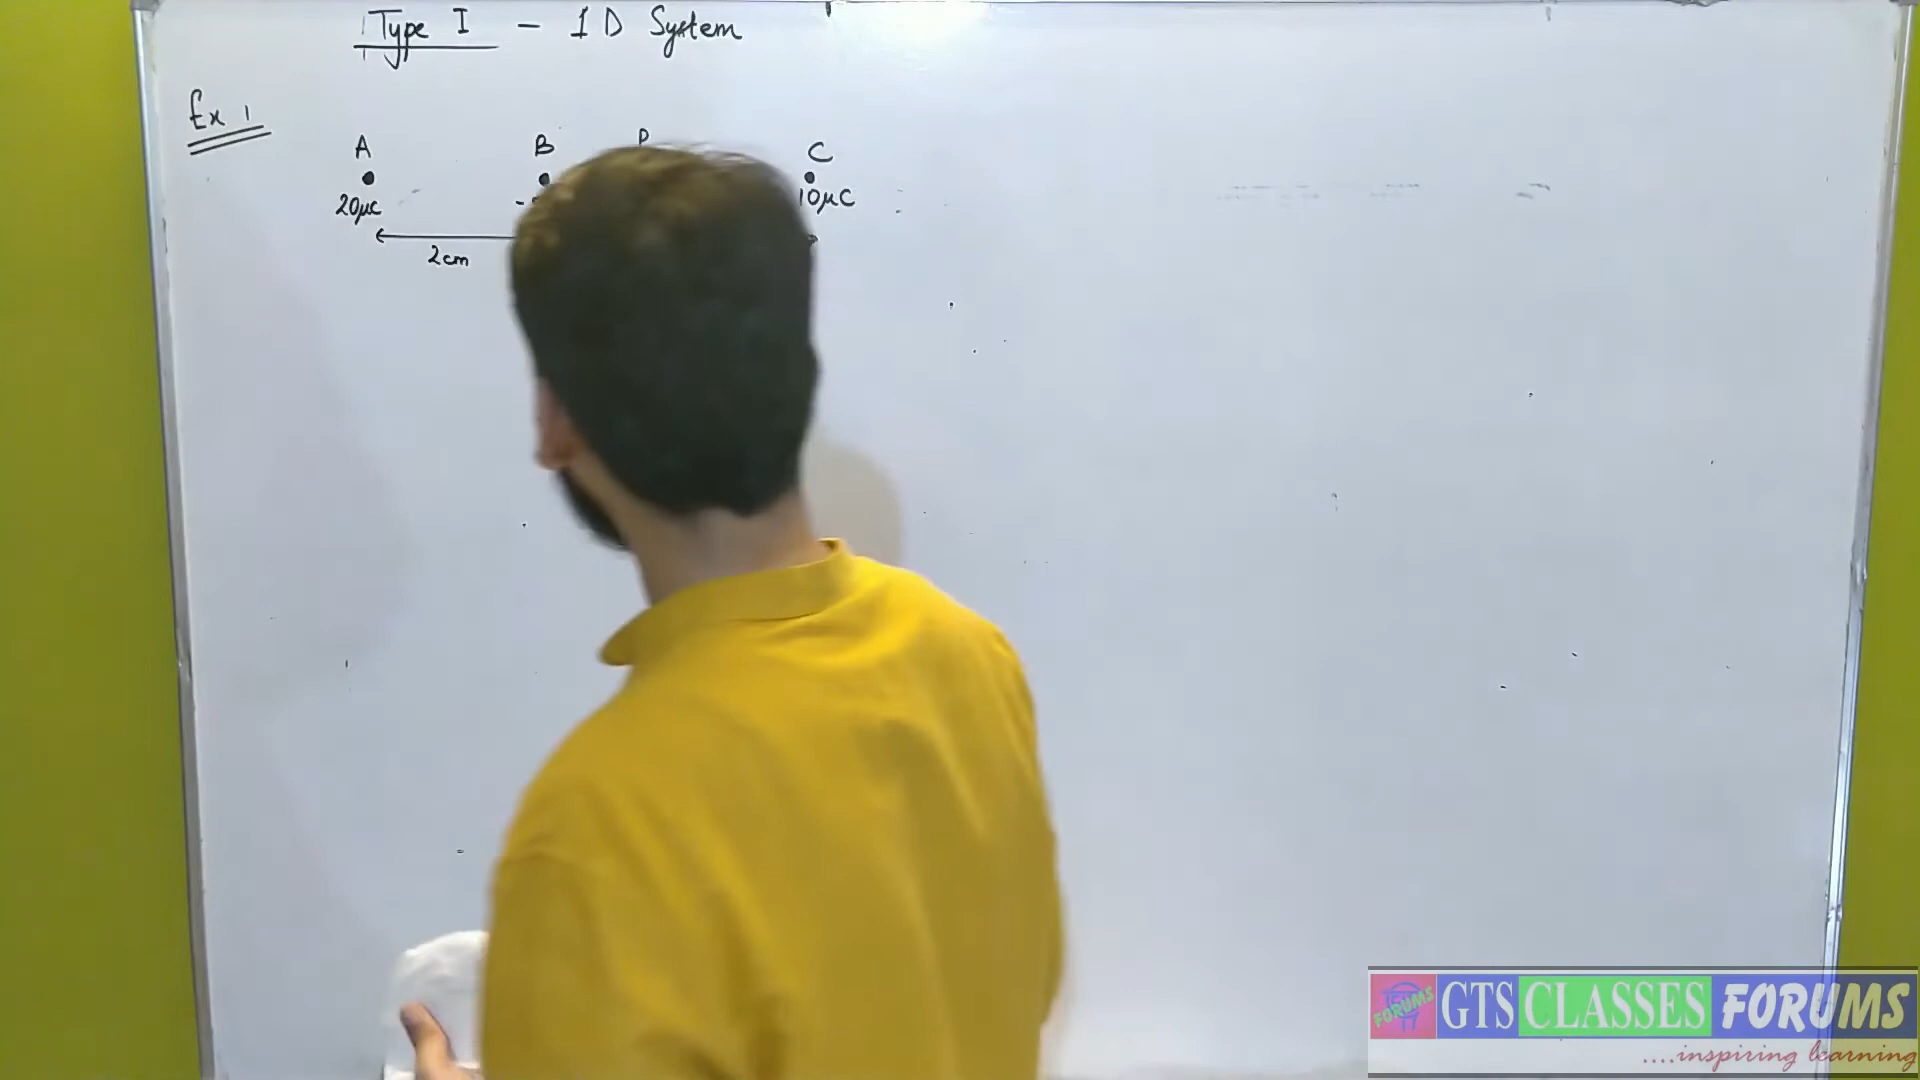 Type I - 1D System
Ex 1
A B P C
20μC - 10μC
2cm
FORUMS GTS CLASSES FORUMS
....inspiring learning